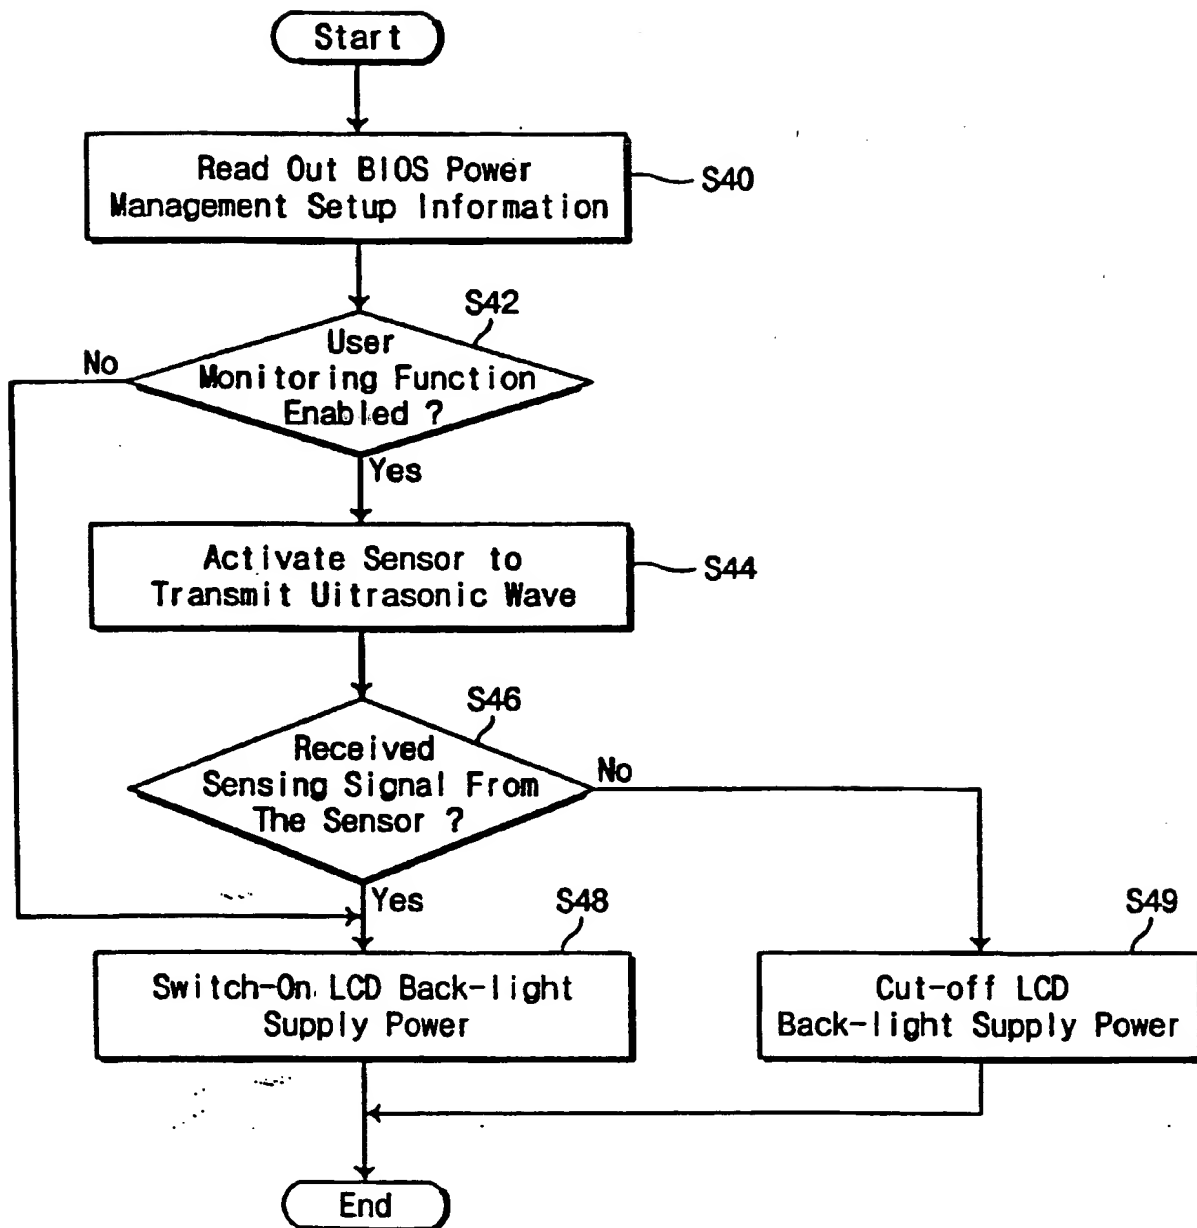 Start
Read Out BIOS Power
Management Setup Information
S40
S42
User
Monitoring Function
Enabled ?
No
Yes
Activate Sensor to
Transmit Uitrasonic Wave
S44
S46
Received
Sensing Signal From
The Sensor ?
No
Yes
S48
Switch-On LCD Back-light
Supply Power
S49
Cut-off LCD
Back-light Supply Power
End